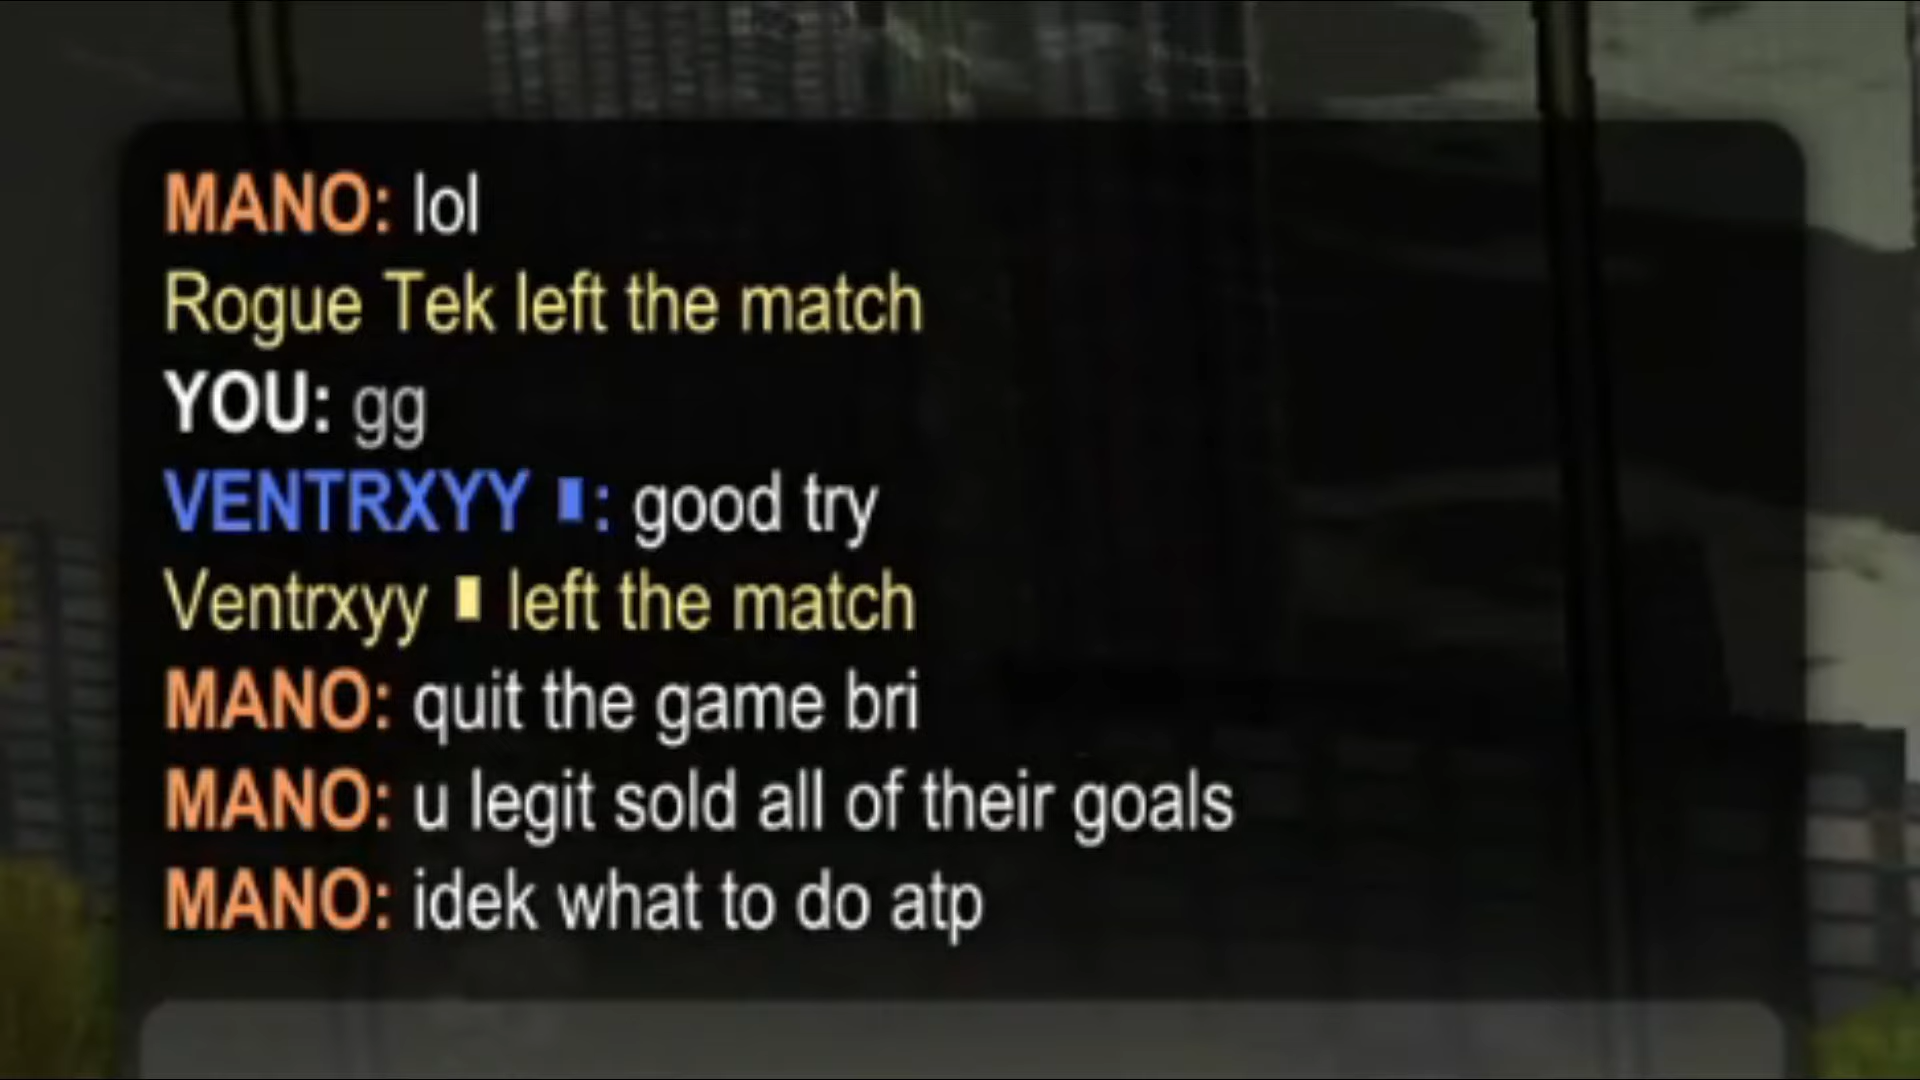 MANO: lol
Rogue Tek left the match
YOU: gg
VENTRXYY ▮: good try
Ventrxyy ▮ left the match
MANO: quit the game bri
MANO: u legit sold all of their goals
MANO: idek what to do atp